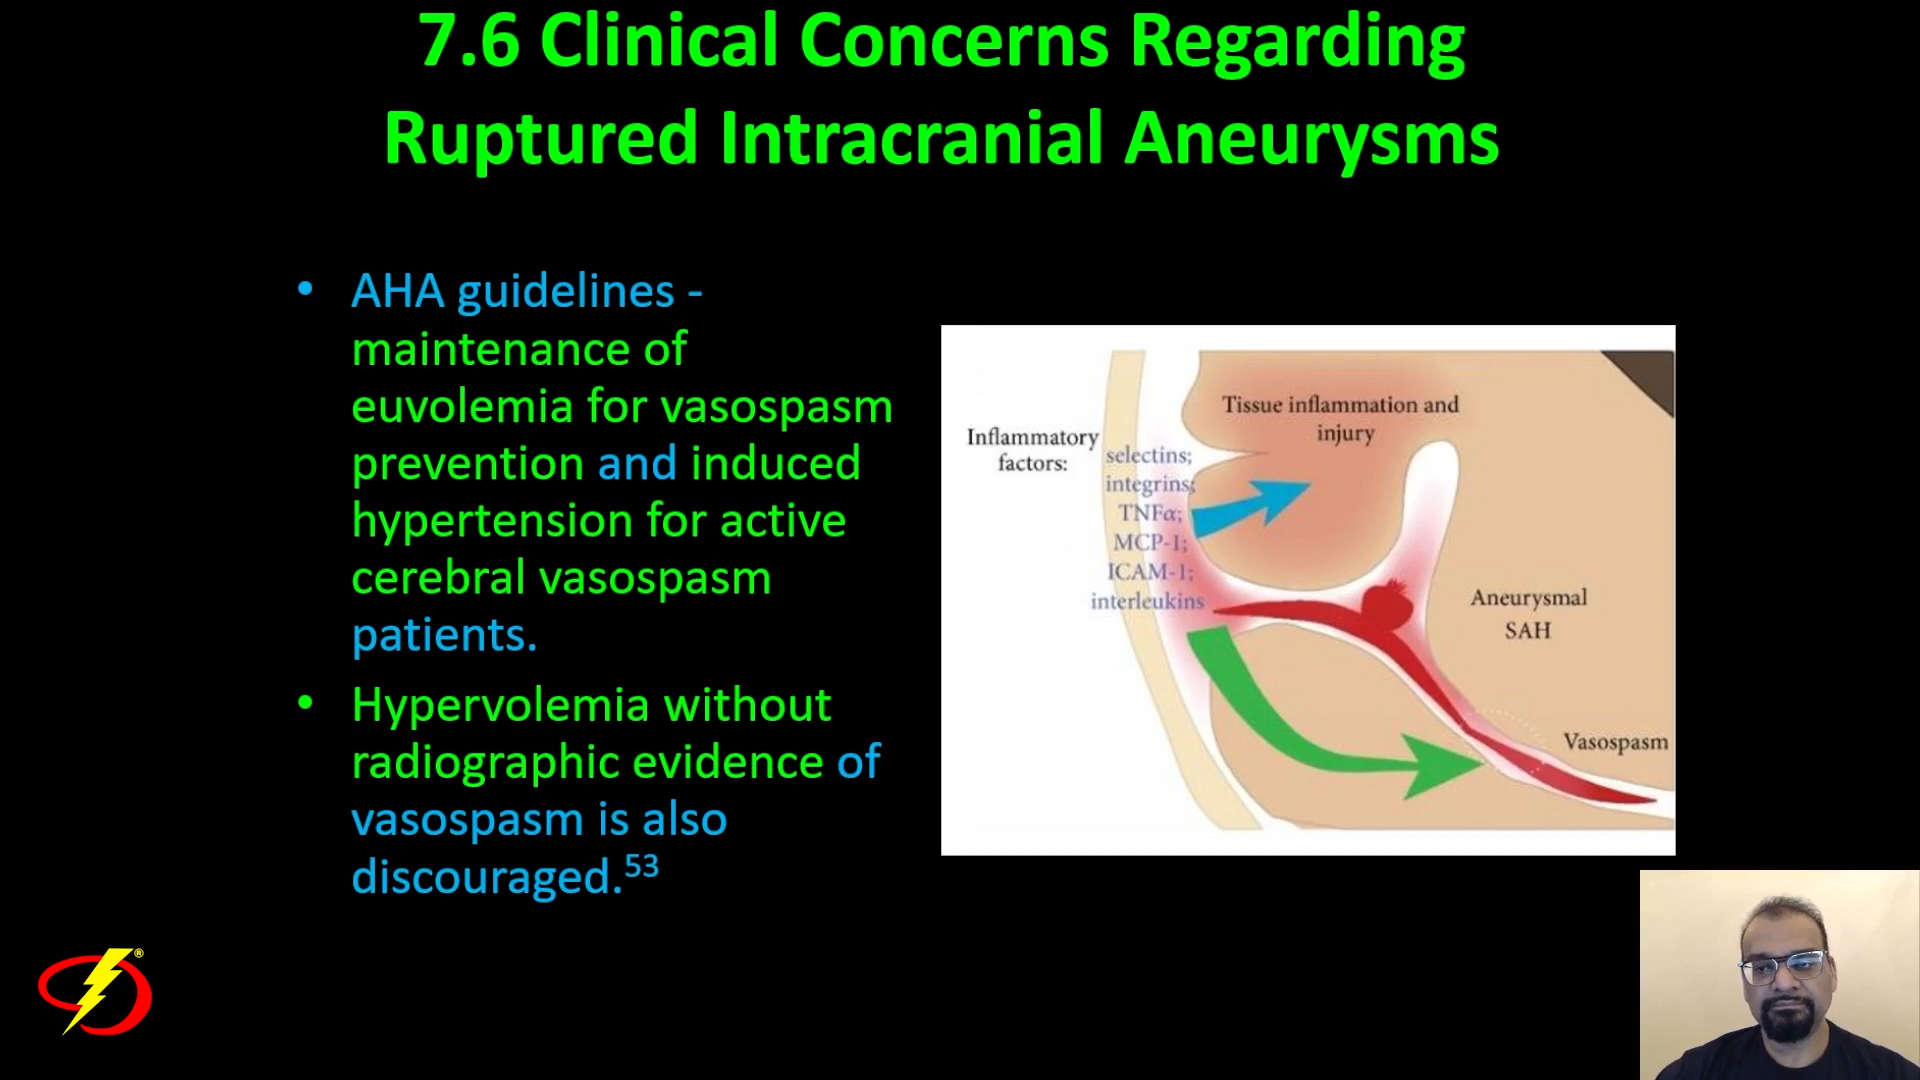 7.6 Clinical Concerns Regarding
Ruptured Intracranial Aneurysms
• AHA guidelines -
maintenance of
euvolemia for vasospasm
prevention and induced
hypertension for active
cerebral vasospasm
patients.
• Hypervolemia without
radiographic evidence of
vasospasm is also
discouraged.53
Inflammatory
factors:
selectins;
integrins;
TNFα;
MCP-1;
ICAM-1;
interleukins
Tissue inflammation and
injury
Aneurysmal
SAH
Vasospasm
®